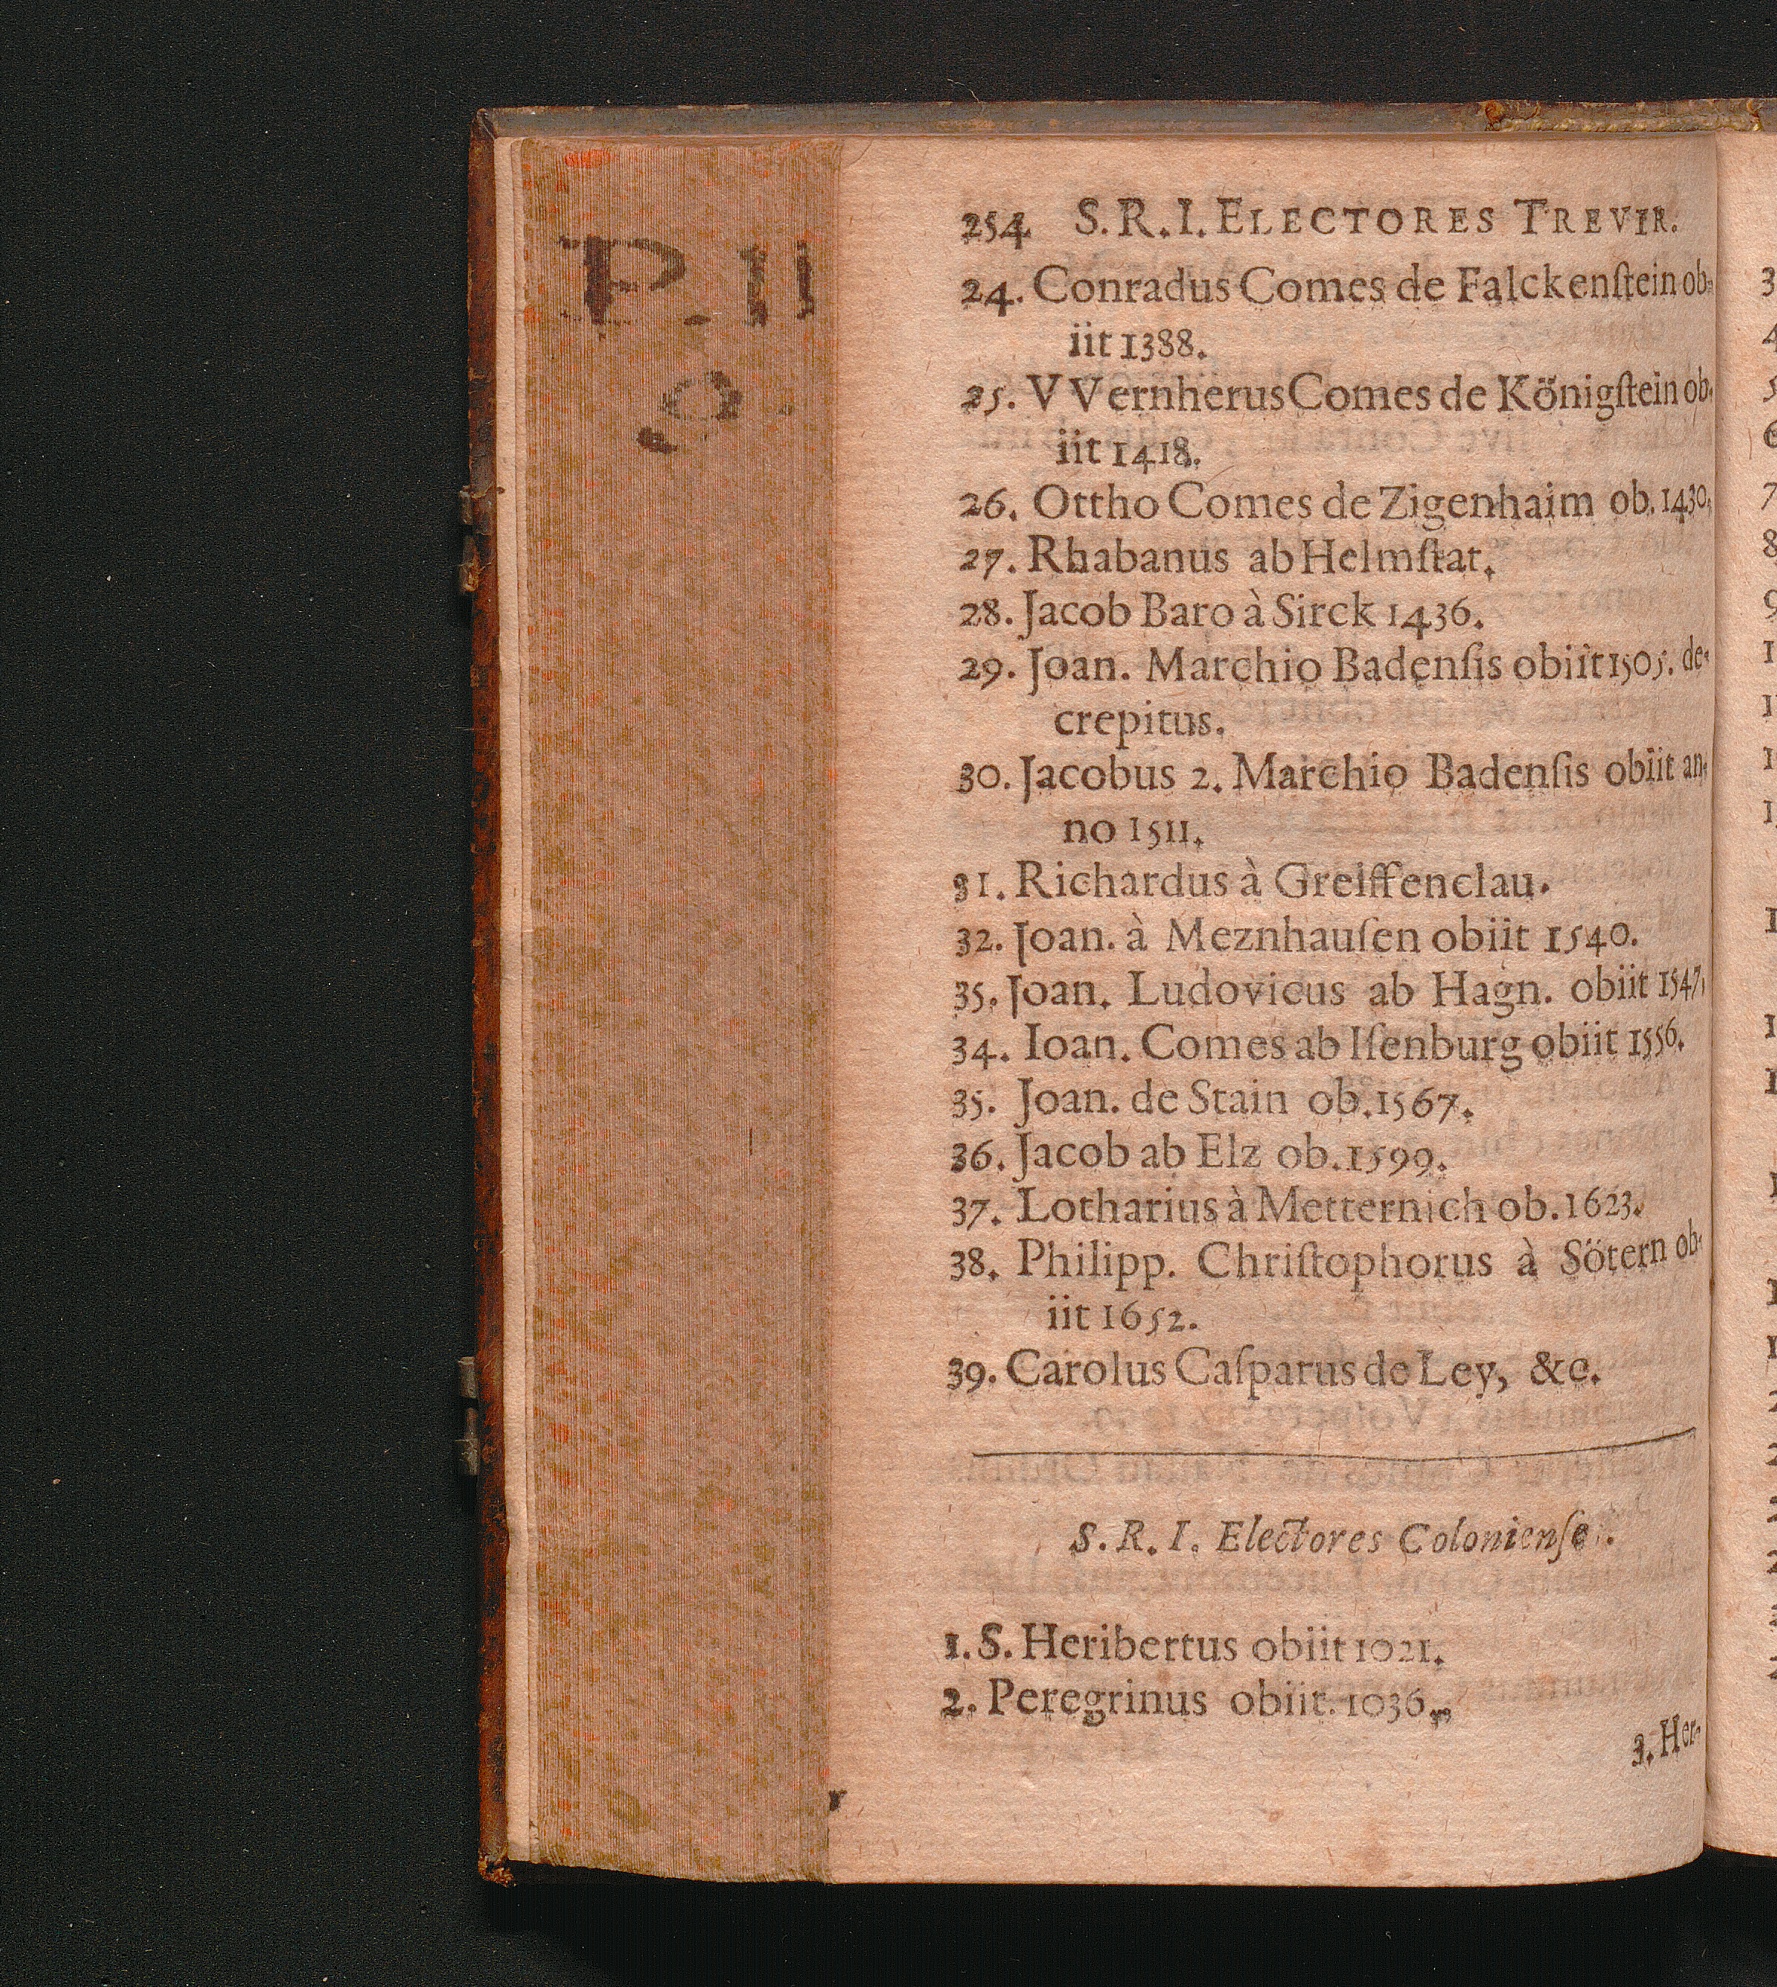 P. 11
9.
254 S. R. I. ELECTORES TREVIR.
24. Conradus Comes de Falckenſtein ob-
iit 1388.
25. VVernherus Comes de Königſtein ob-
iit 1418.
26. Ottho Comes de Zigenhaim ob. 1430.
27. Rhabanus ab Helmſtat.
28. Jacob Baro à Sirck 1436.
29. Joan. Marchio Badenſis obiit 1505. de-
crepitus.
30. Jacobus 2. Marchio Badenſis obiit an-
no 1511.
31. Richardus à Greiffenclau.
32. Joan. à Meznhauſen obiit 1540.
35. Joan. Ludovicus ab Hagn. obiit 1547.
34. Ioan. Comes ab Iſenburg obiit 1556.
35. Joan. de Stain ob. 1567.
36. Jacob ab Elz ob. 1599.
37. Lotharius à Metternich ob. 1623.
38. Philipp. Chriſtophorus à Sötern ob-
iit 1652.
39. Carolus Caſparus de Ley, &c.
S. R. I. Electores Colonienſe .
1. S. Heribertus obiit 1021.
2. Peregrinus obiit. 1036.
3. Her-